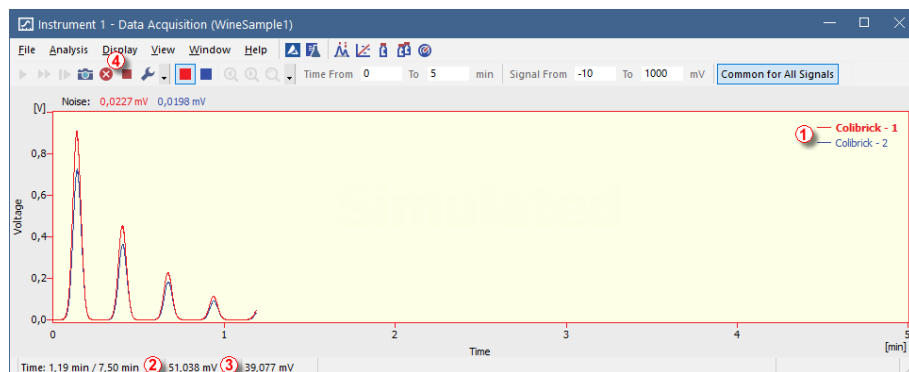 Instrument 1 - Data Acquisition (WineSample1)
File Analysis Display View Window Help
4
Time From 0 To 5 min Signal From -10 To 1000 mV Common for All Signals
[V] Noise: 0,0227 mV 0,0198 mV
1 Colibrick - 1
Colibrick - 2
0,8
0,6
0,4
0,2
0,0
Voltage
0 1 2 3 4 5
Time [min]
Time: 1,19 min / 7,50 min 2 51,038 mV 3 39,077 mV